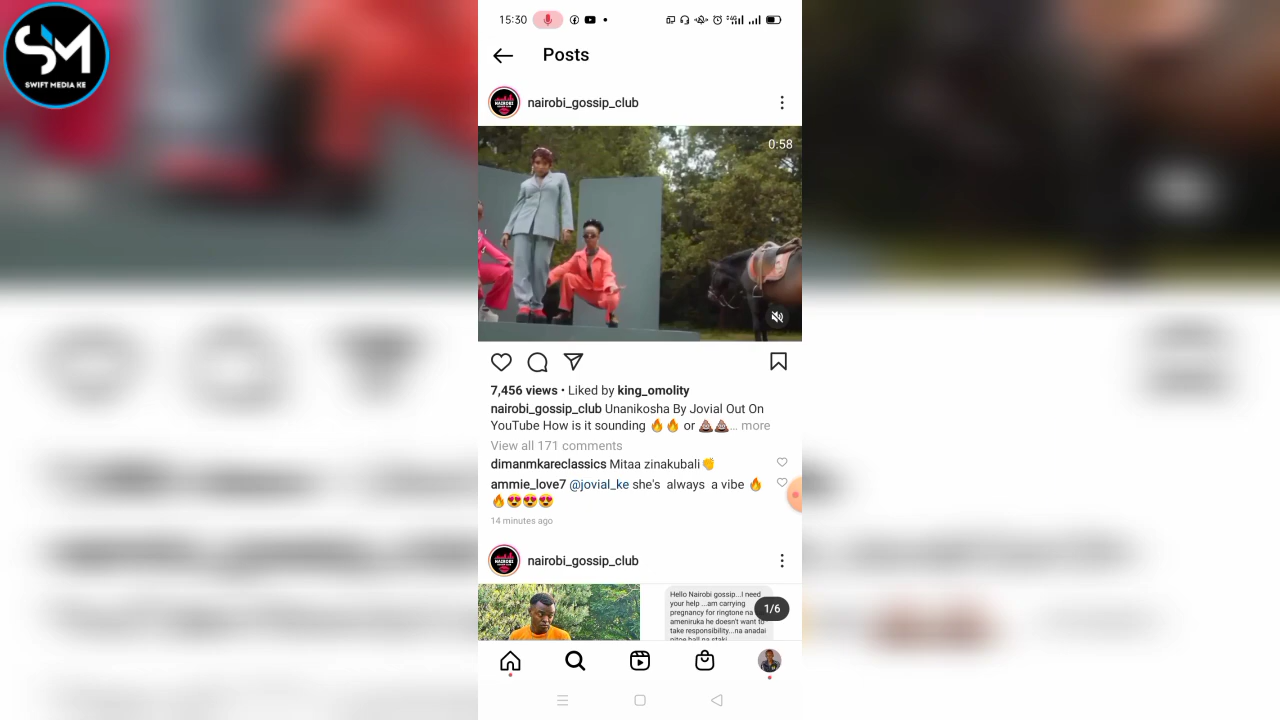 SM
SWIFT MEDIA KE
15:30
Posts
nairobi_gossip_club
0:58
7,456 views • Liked by king_omolity
nairobi_gossip_club Unanikosha By Jovial Out On
YouTube How is it sounding 🔥🔥 or 💩💩... more
View all 171 comments
dimanmkareclassics Mitaa zinakubali👏
ammie_love7 @jovial_ke she's always a vibe 🔥
🔥😍😍😍
14 minutes ago
nairobi_gossip_club
Hello Nairobi gossip...I need
your help ...am carrying
pregnancy for ringtone na
ameniruka he doesn't want to
take responsibility...na anadai
1/6